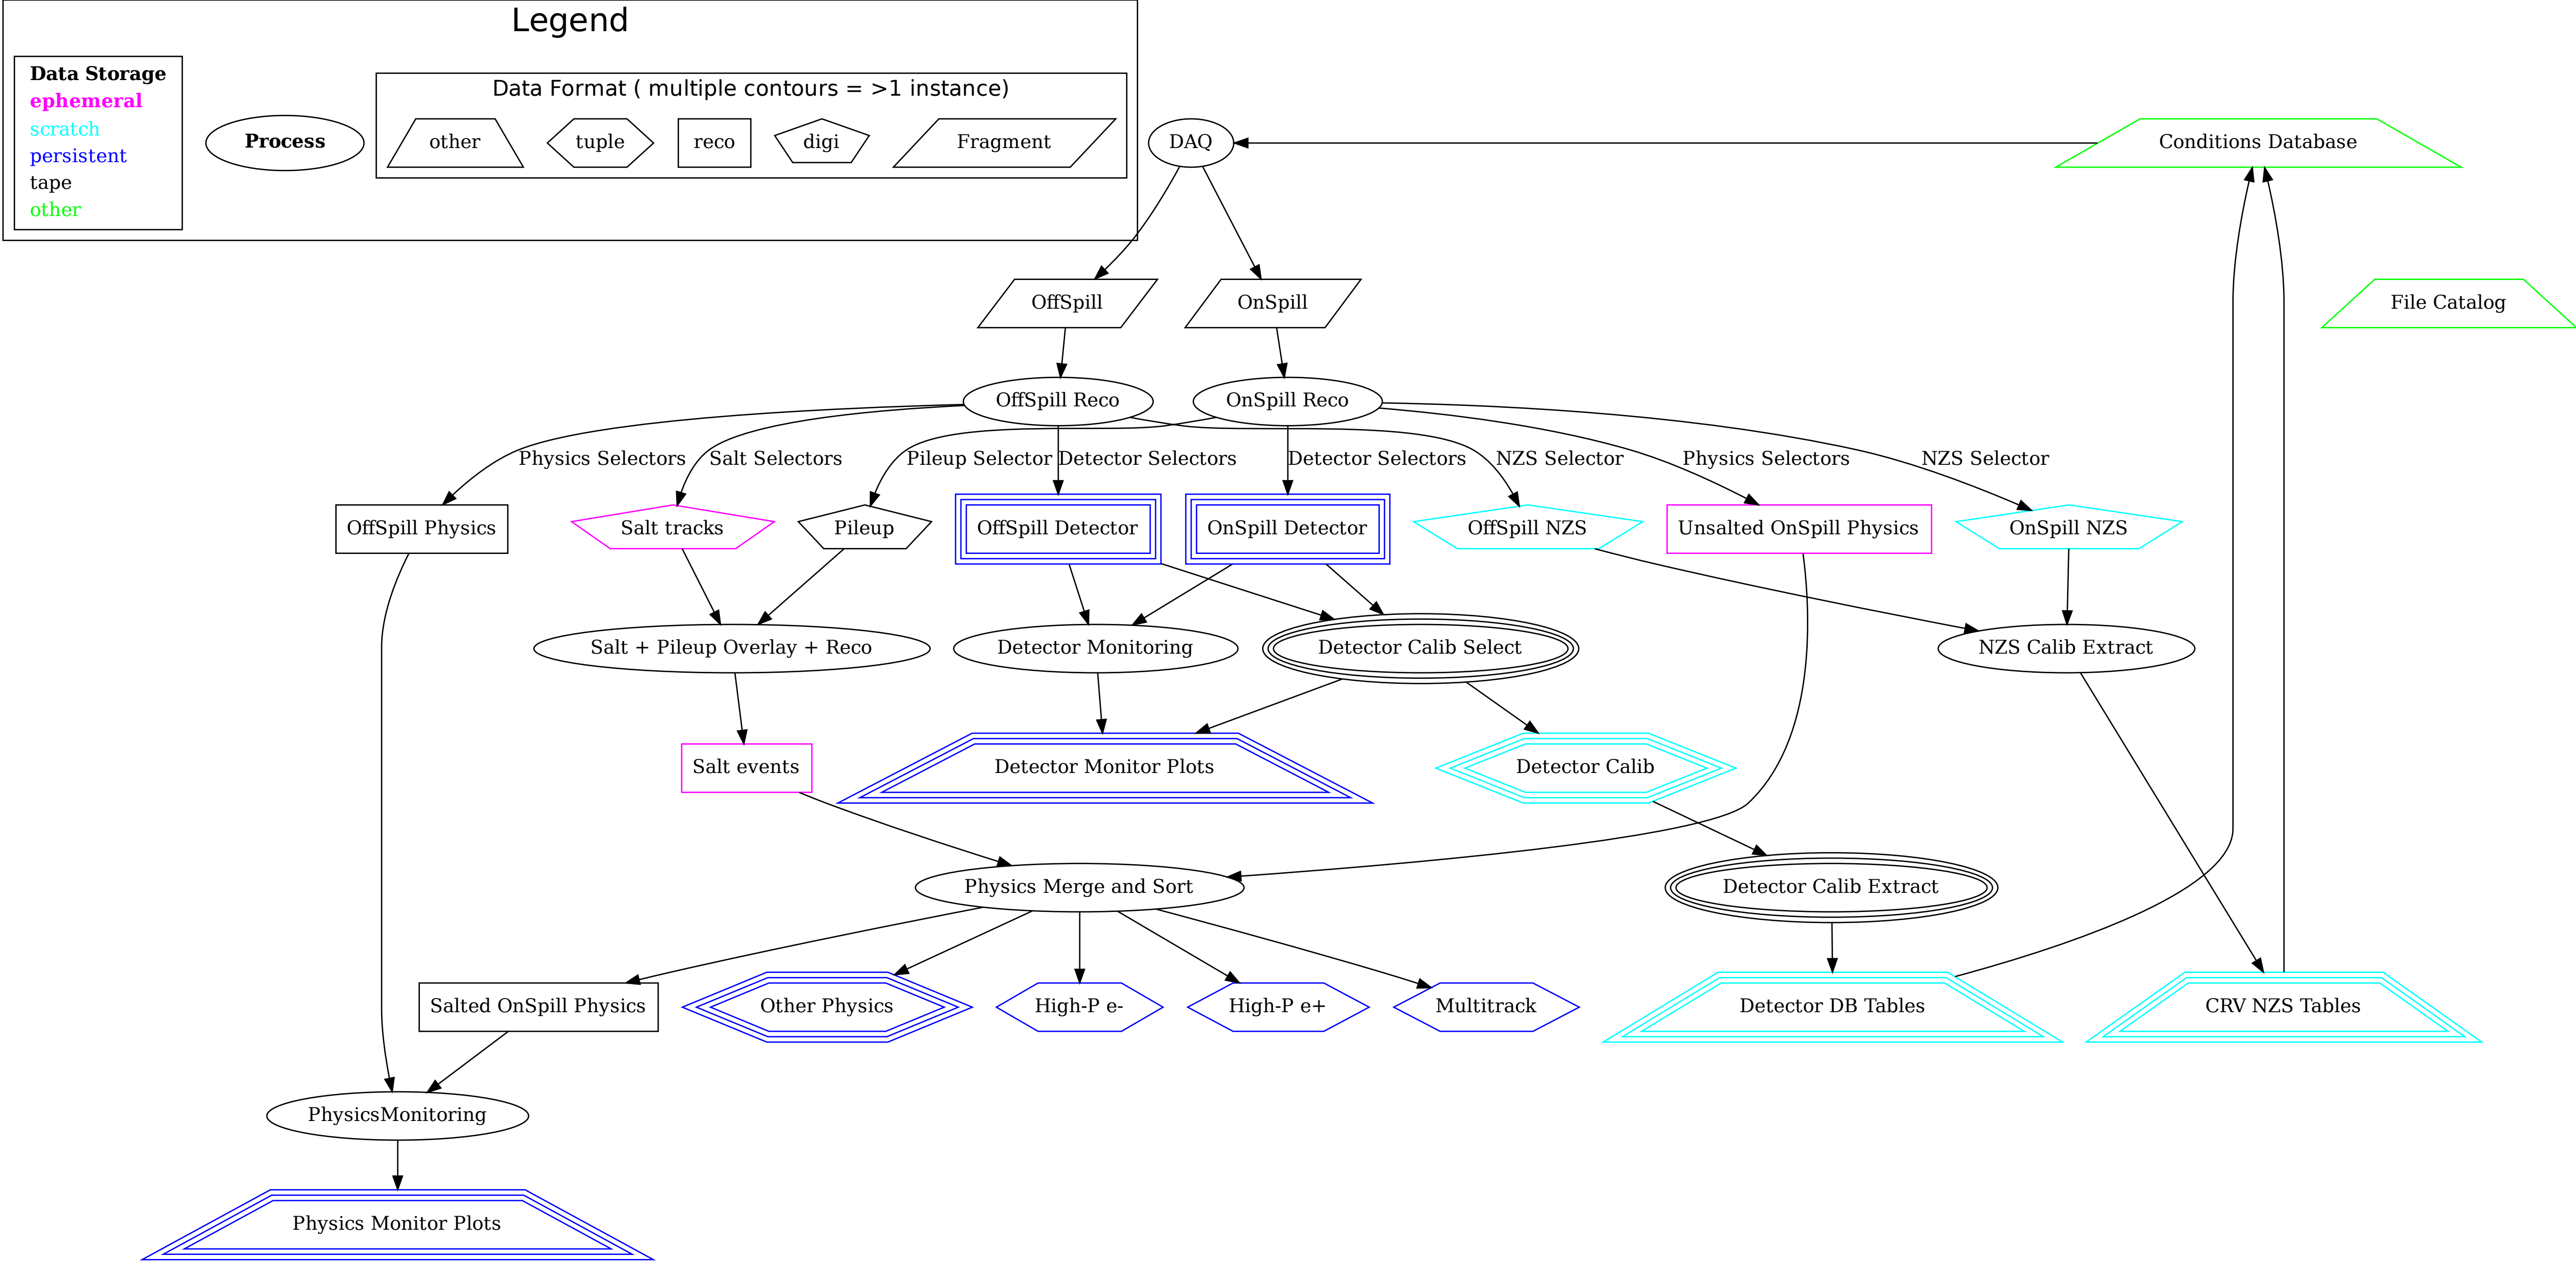 Legend
Data Storage
ephemeral
scratch
persistent
tape
other
Process
Data Format ( multiple contours = >1 instance)
other
tuple
reco
digi
Fragment
DAQ
Conditions Database
OffSpill
OnSpill
File Catalog
OffSpill Reco
OnSpill Reco
Physics Selectors
Salt Selectors
Pileup Selector
Detector Selectors
Detector Selectors
NZS Selector
Physics Selectors
NZS Selector
OffSpill Physics
Salt tracks
Pileup
OffSpill Detector
OnSpill Detector
OffSpill NZS
Unsalted OnSpill Physics
OnSpill NZS
Salt + Pileup Overlay + Reco
Detector Monitoring
Detector Calib Select
NZS Calib Extract
Salt events
Detector Monitor Plots
Detector Calib
Physics Merge and Sort
Detector Calib Extract
Salted OnSpill Physics
Other Physics
High-P e-
High-P e+
Multitrack
Detector DB Tables
CRV NZS Tables
PhysicsMonitoring
Physics Monitor Plots